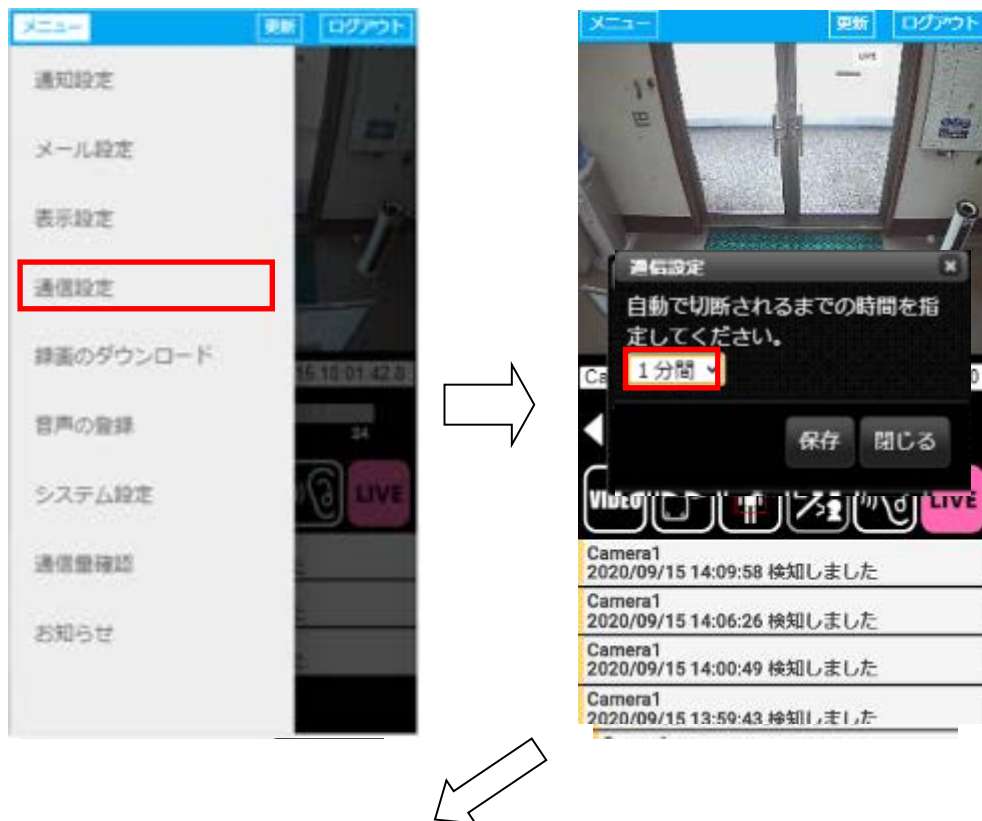 メニュー
更新
ログアウト
通知設定
メール設定
表示設定
通信設定
録画のダウンロード
音声の登録
システム設定
通信量確認
お知らせ
10:01:42.8
24
LIVE
メニュー
更新
ログアウト
LIVE
通信設定
自動で切断されるまでの時間を指
定してください。
1分間
Ca
保存
閉じる
VIDEO
LIVE
Camera1
2020/09/15 14:09:58 検知しました
Camera1
2020/09/15 14:06:26 検知しました
Camera1
2020/09/15 14:00:49 検知しました
Camera1
2020/09/15 13:59:43 検知しました